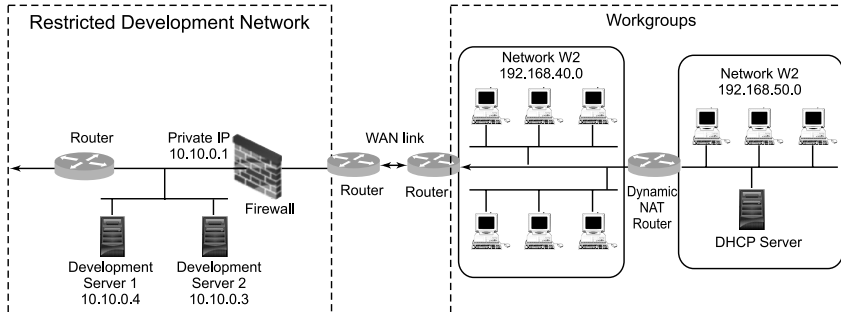 Restricted Development Network
Workgroups
Network W2
192.168.40.0
Network W2
192.168.50.0
Router
Private IP
10.10.0.1
WAN link
Firewall
Router
Router
Dynamic
NAT
Router
DHCP Server
Development
Server 1
10.10.0.4
Development
Server 2
10.10.0.3